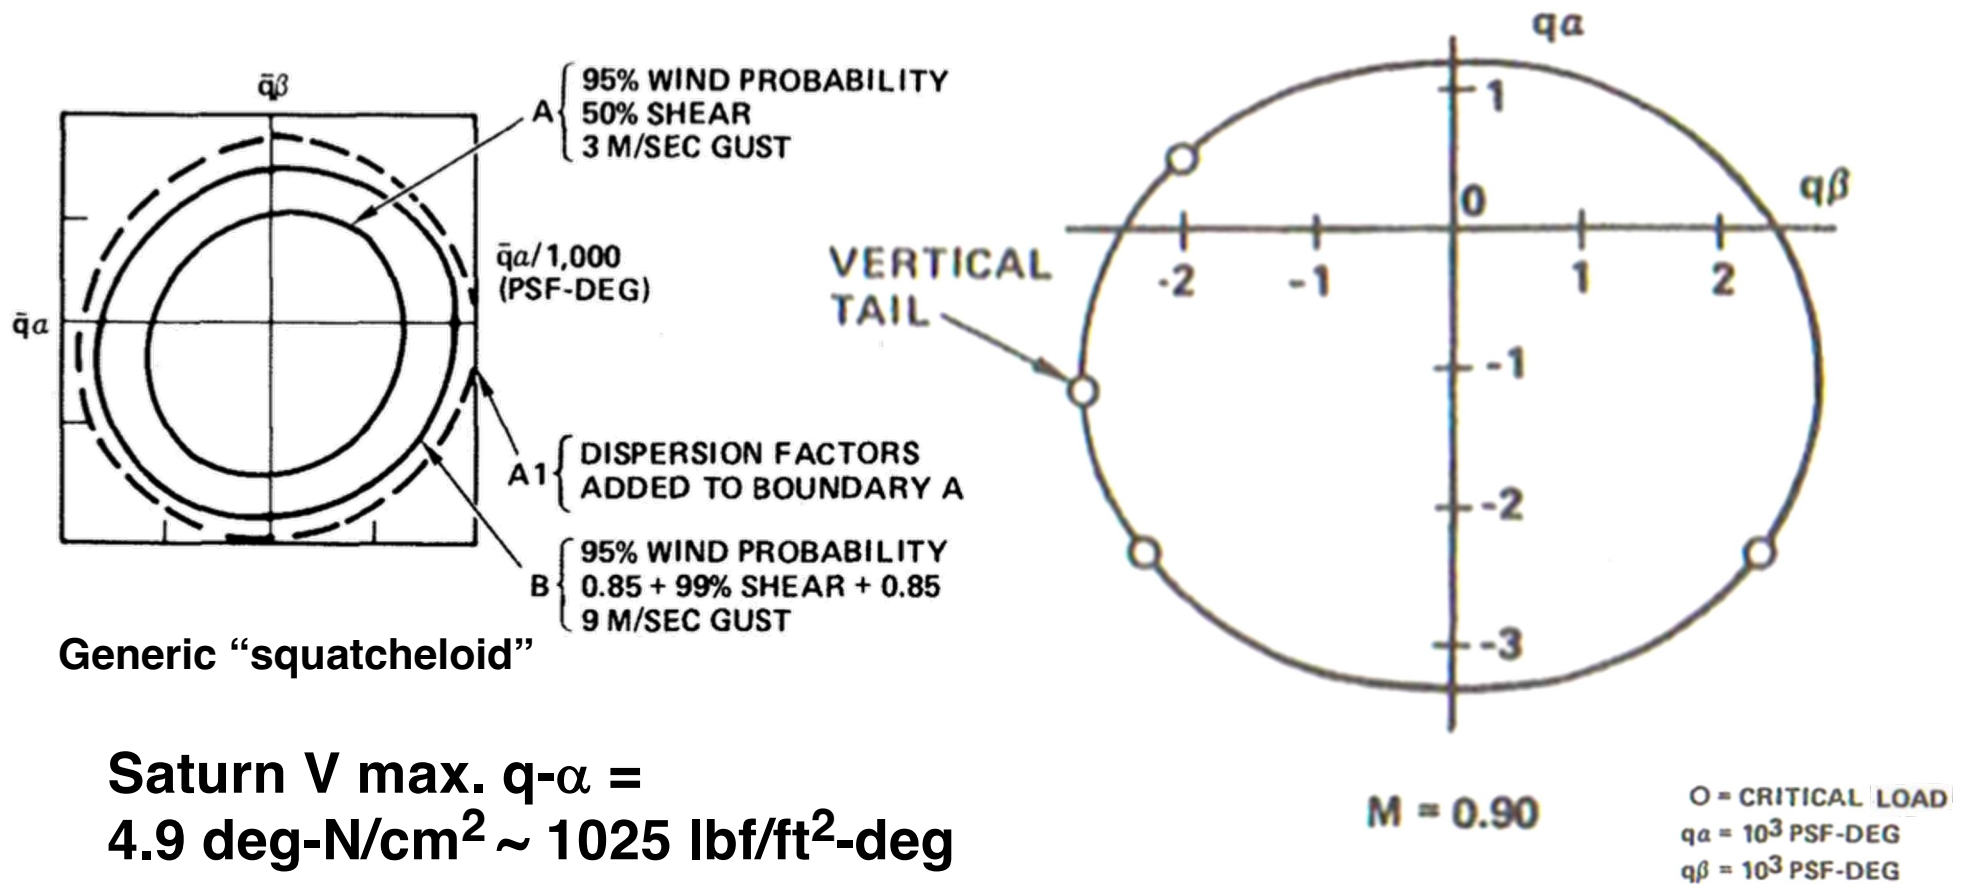 q̄β
A
95% WIND PROBABILITY
50% SHEAR
3 M/SEC GUST
q̄α/1,000
(PSF-DEG)
q̄α
A1
DISPERSION FACTORS
ADDED TO BOUNDARY A
B
95% WIND PROBABILITY
0.85 + 99% SHEAR + 0.85
9 M/SEC GUST
Generic “squatcheloid”
Saturn V max. q-α =
4.9 deg-N/cm² ~ 1025 lbf/ft²-deg
qα
1
0
qβ
-2 -1 1 2
VERTICAL
TAIL
-1
-2
-3
M = 0.90
O = CRITICAL LOAD
qα = 10³ PSF-DEG
qβ = 10³ PSF-DEG